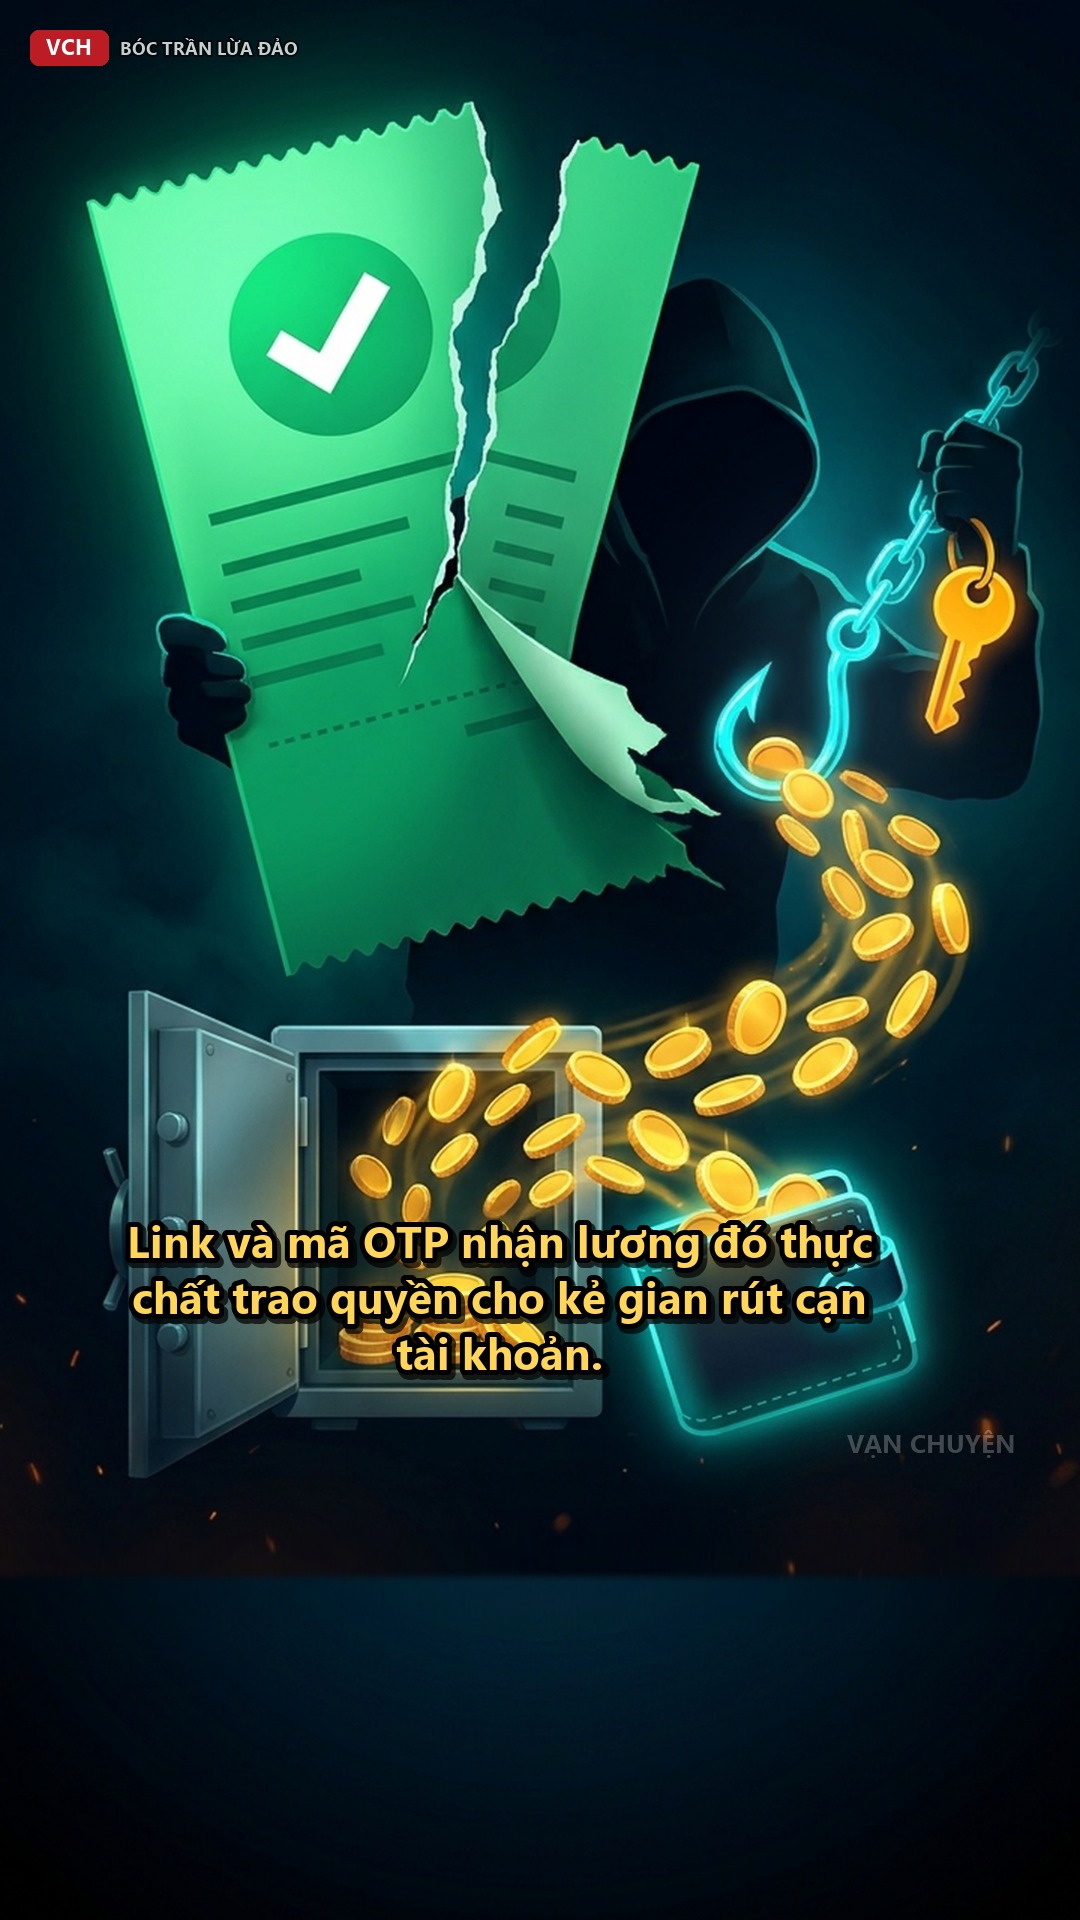 VCH BÓC TRẦN LỪA ĐẢO
Link và mã OTP nhận lương đó thực
chất trao quyền cho kẻ gian rút cạn
tài khoản.
VẠN CHUYỆN